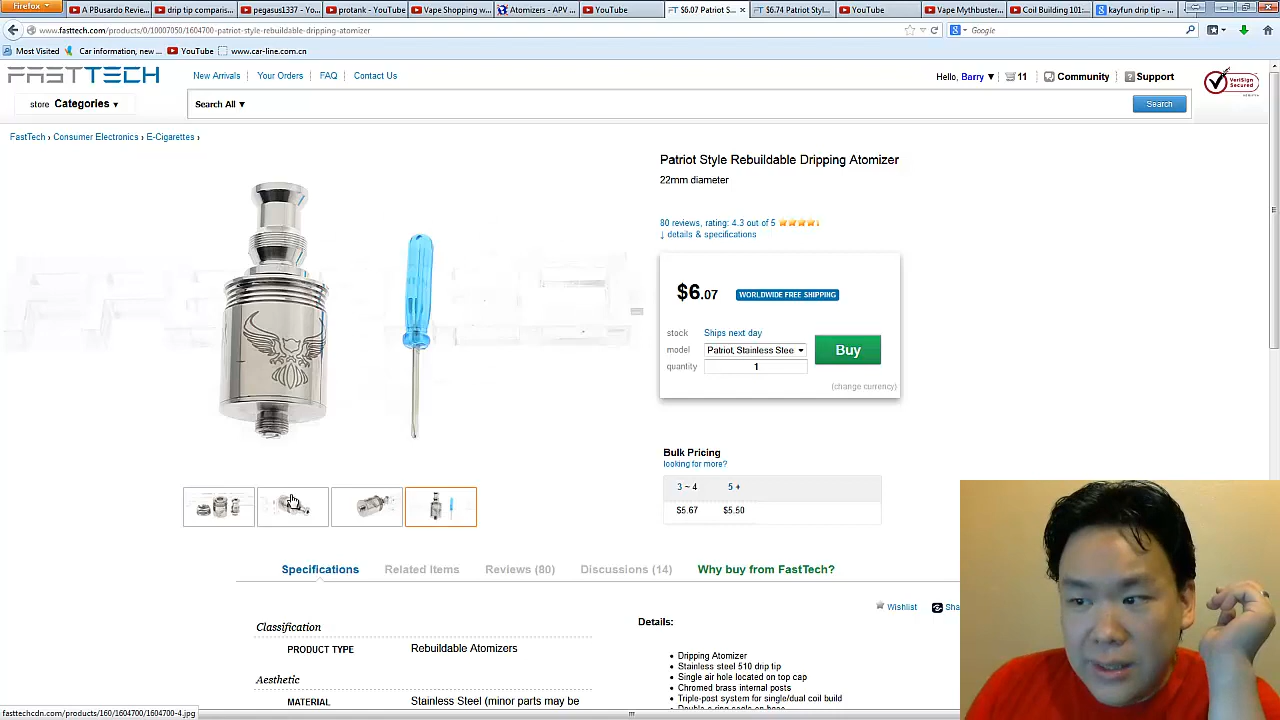 Firefox
A PBusardo Revie...
drip tip comparis...
pegasus1337 - Yo...
protank - YouTube
Vape Shopping w...
Atomizers - APV ...
YouTube
$6.07 Patriot S...
$6.74 Patriot Styl...
YouTube
Vape Mythbuster...
Coil Building 101:...
kayfun drip tip - ...
www.fasttech.com/products/0/10007050/1604700-patriot-style-rebuildable-dripping-atomizer
Google
Most Visited
Car information, new ...
YouTube
www.car-line.com.cn
FASTTECH
New Arrivals
Your Orders
FAQ
Contact Us
Hello, Barry ▼
11
Community
Support
VeriSign
Secured
store Categories ▼
Search All ▼
Search
FastTech › Consumer Electronics › E-Cigarettes ›
Patriot Style Rebuildable Dripping Atomizer
22mm diameter
80 reviews, rating: 4.3 out of 5
↓ details & specifications
$6.07
WORLDWIDE FREE SHIPPING
stock
Ships next day
model
Patriot, Stainless Stee
Buy
quantity
1
(change currency)
Bulk Pricing
looking for more?
3 ~ 4
5 +
$5.67
$5.50
Specifications
Related Items
Reviews (80)
Discussions (14)
Why buy from FastTech?
Wishlist
Sha
Classification
PRODUCT TYPE
Rebuildable Atomizers
Aesthetic
MATERIAL
Stainless Steel (minor parts may be
Details:
Dripping Atomizer
Stainless steel 510 drip tip
Single air hole located on top cap
Chromed brass internal posts
Triple-post system for single/dual coil build
fasttechcdn.com/products/160/1604700/1604700-4.jpg